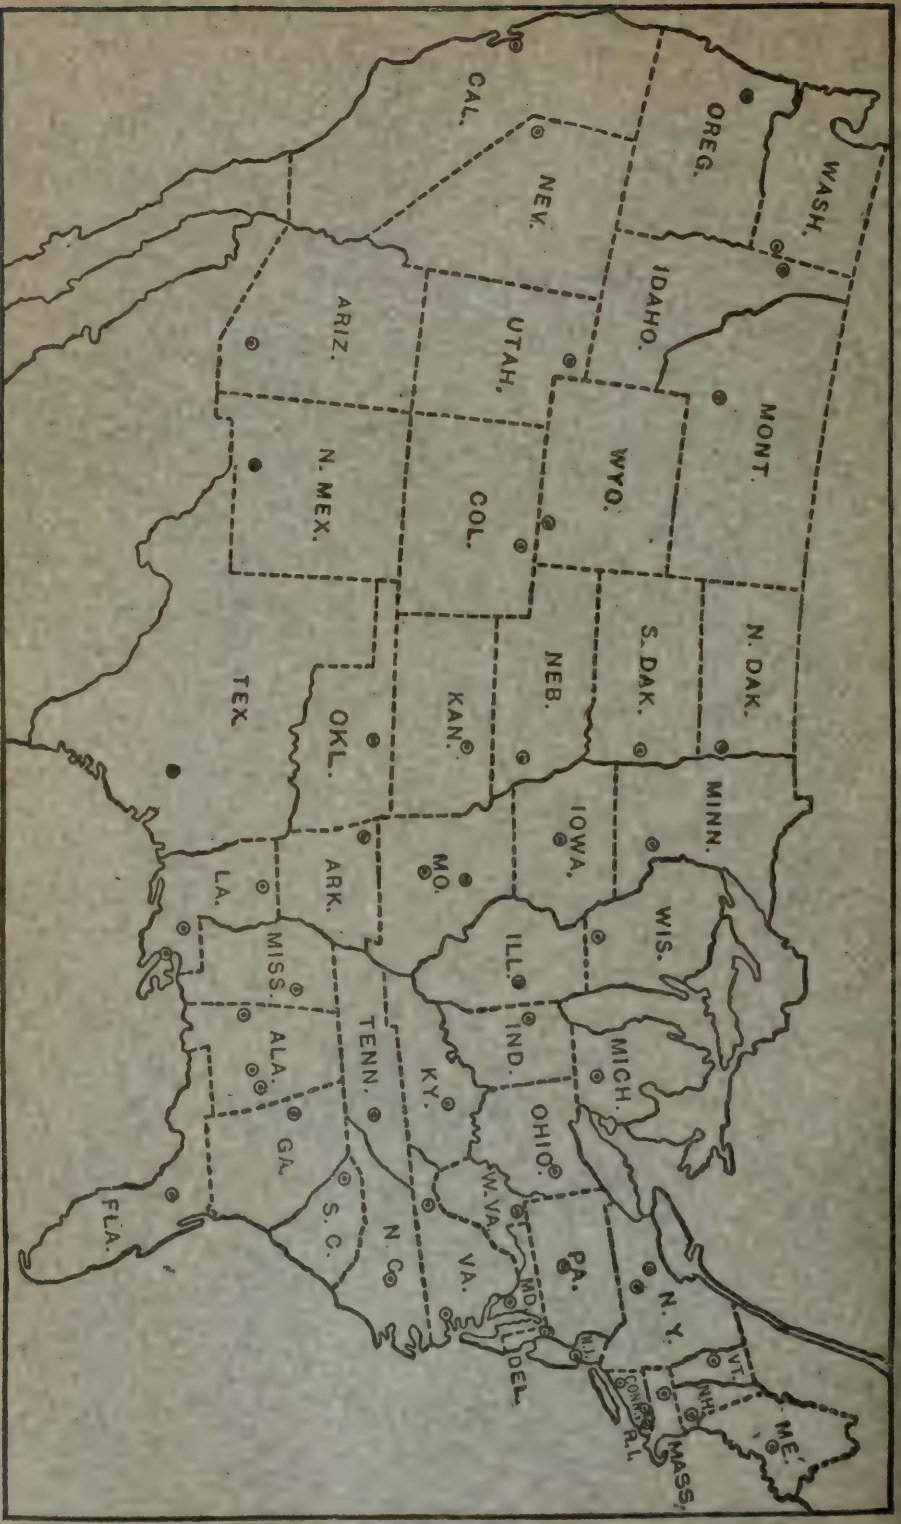 WASH.
OREG.
CAL.
NEV.
IDAHO.
MONT.
WYO.
UTAH,
ARIZ.
COL.
N. MEX.
N. DAK.
S. DAK.
NEB.
KAN.
OKL.
TEX.
MINN.
IOWA.
MO.
ARK.
LA.
WIS.
ILL.
MISS.
MICH.
IND.
OHIO.
KY.
TENN.
ALA.
GA.
FLA.
S. C.
N. C.
VA.
W. VA.
PA.
MD.
DEL.
N.J.
N. Y.
CONN.
R.I.
MASS.
VT.
N.H.
ME.